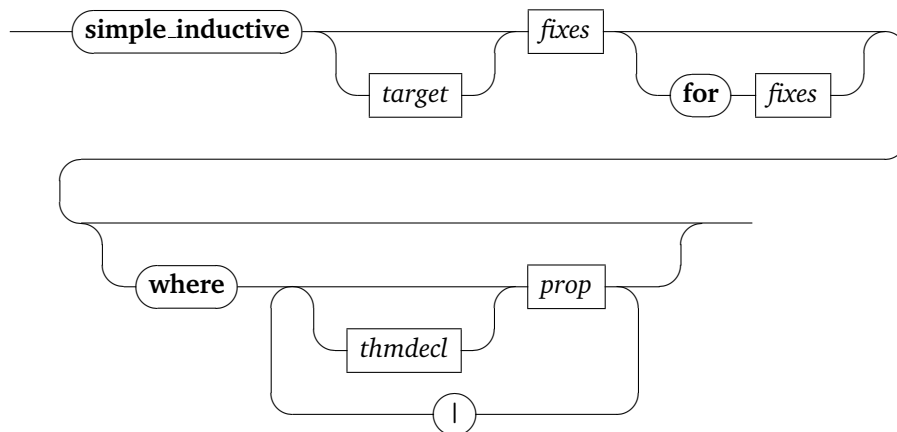 simple_inductive fixes
target for fixes
where prop
thmdecl
|